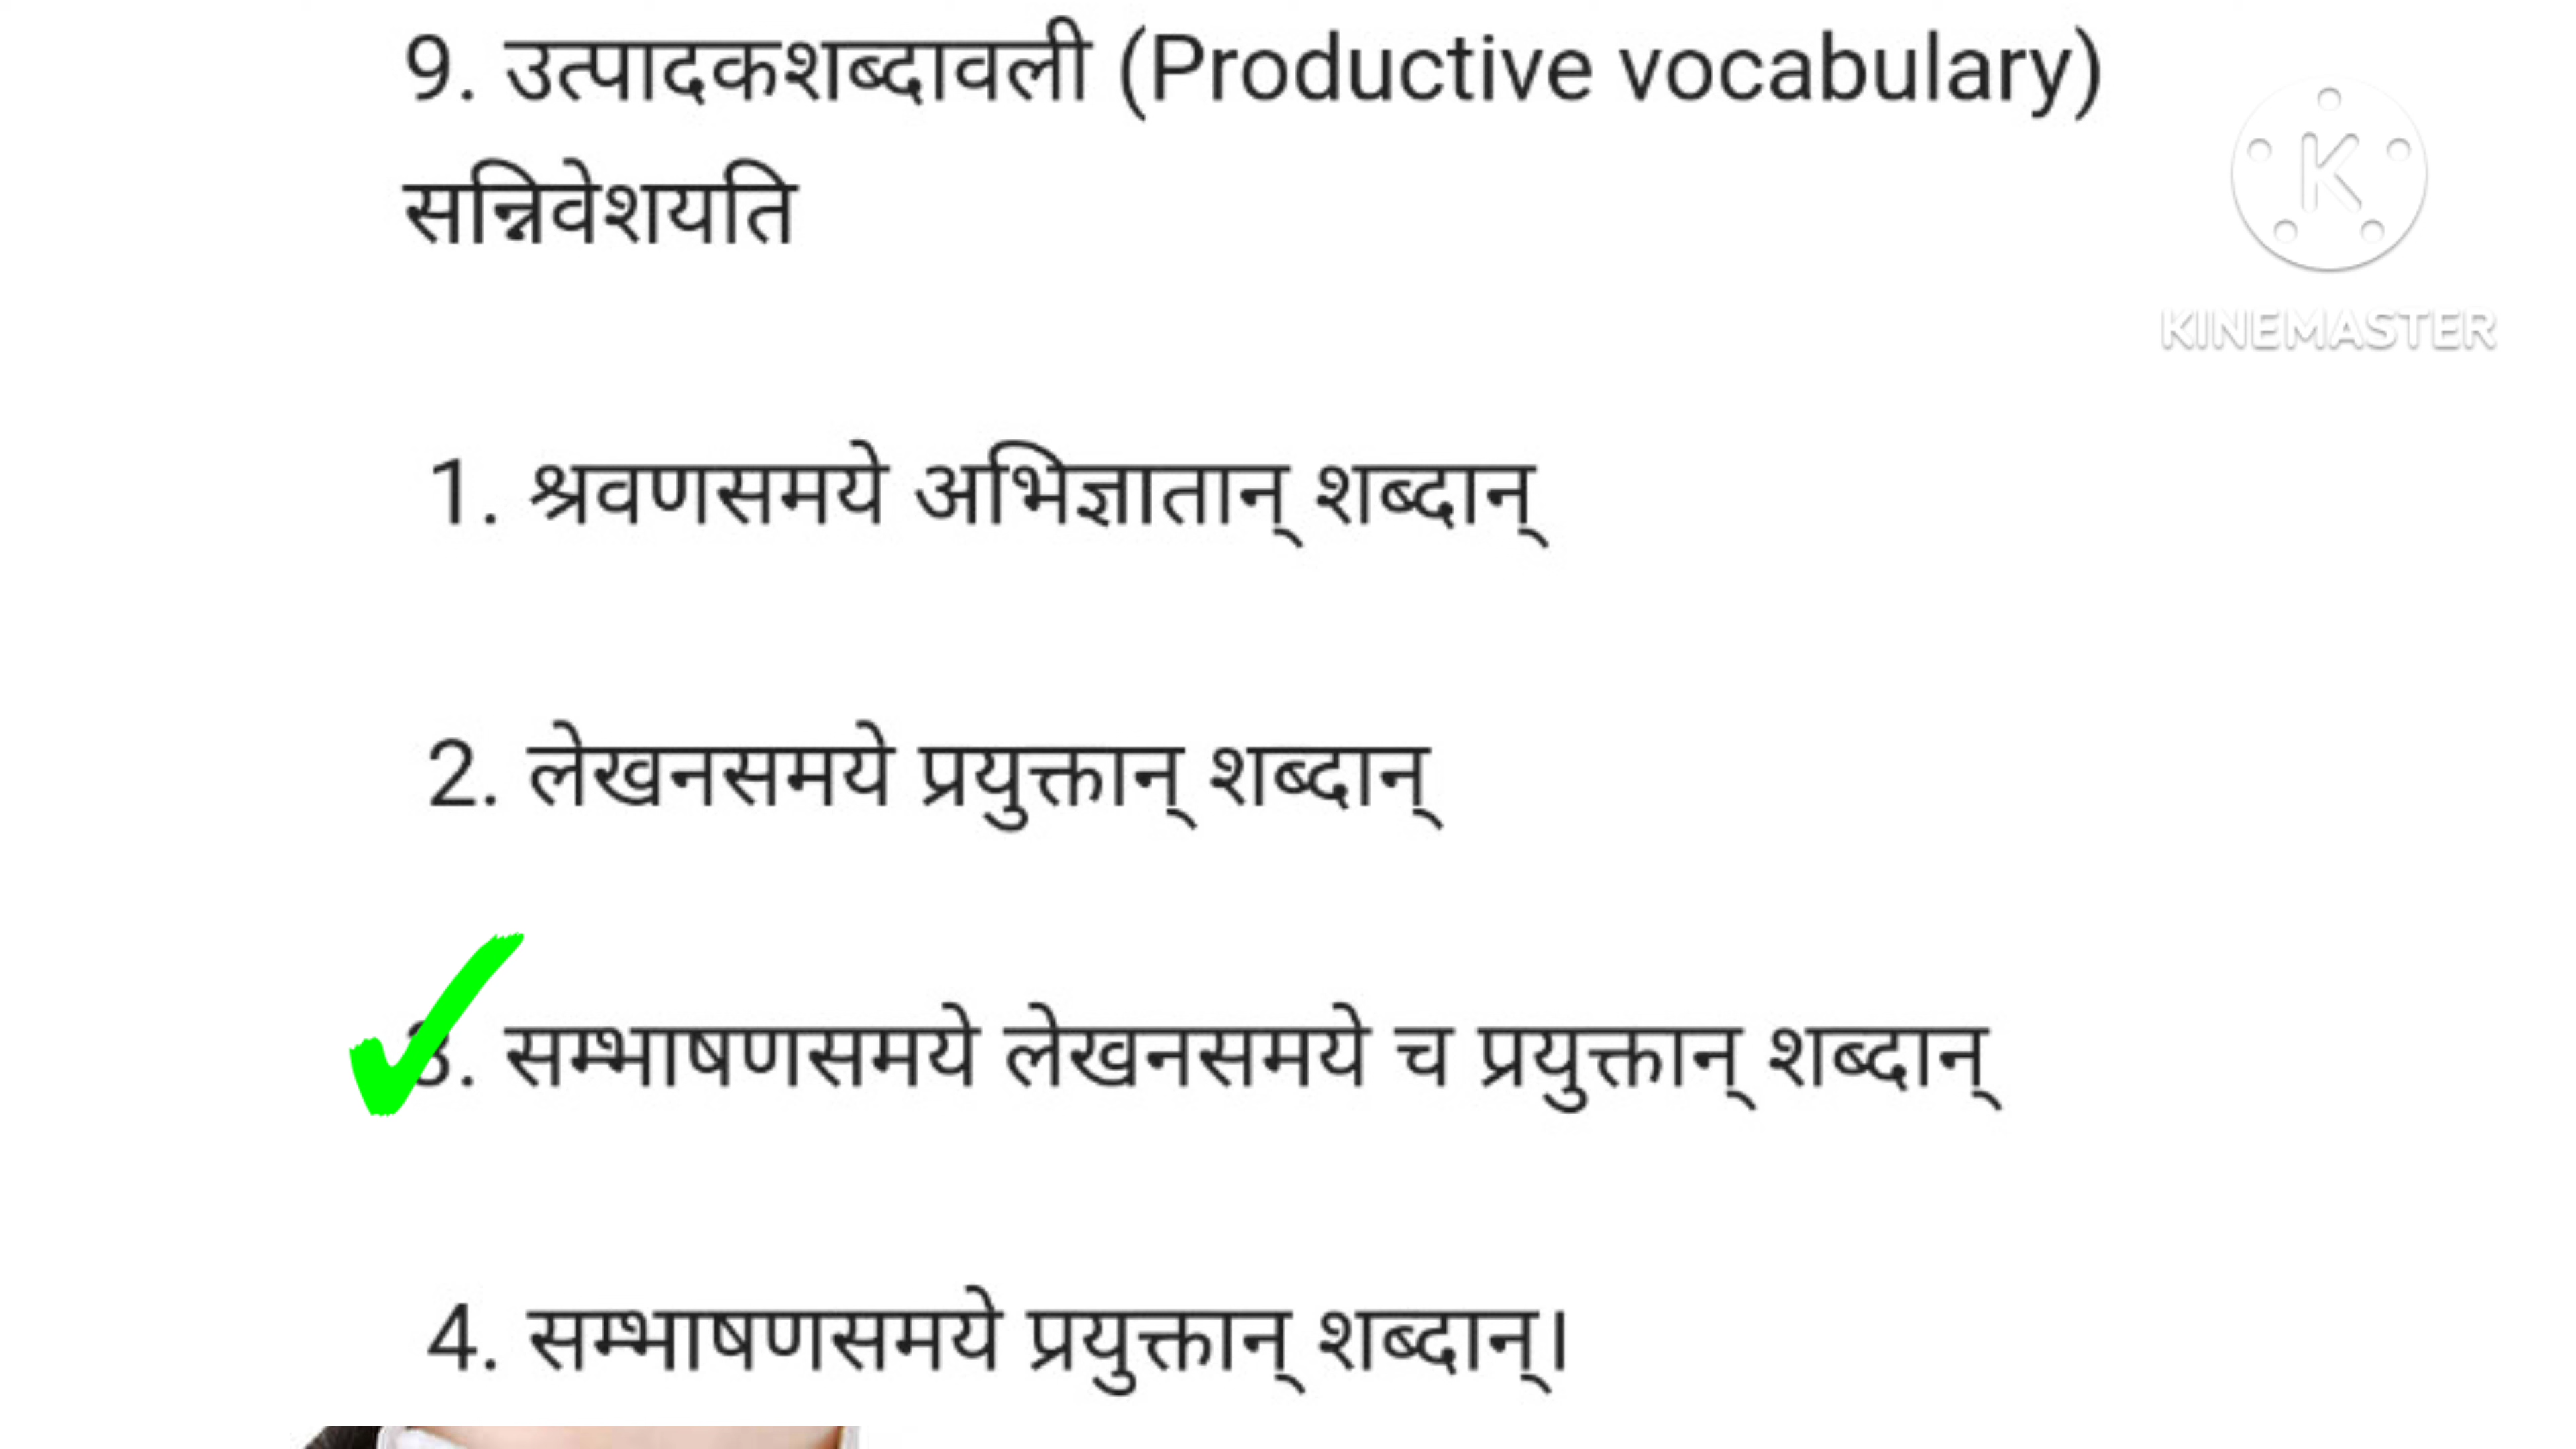 9. उत्पादकशब्दावली (Productive vocabulary)
सन्निवेशयति
K
KINEMASTER
1. श्रवणसमये अभिज्ञातान् शब्दान्
2. लेखनसमये प्रयुक्तान् शब्दान्
3. सम्भाषणसमये लेखनसमये च प्रयुक्तान् शब्दान्
4. सम्भाषणसमये प्रयुक्तान् शब्दान्।